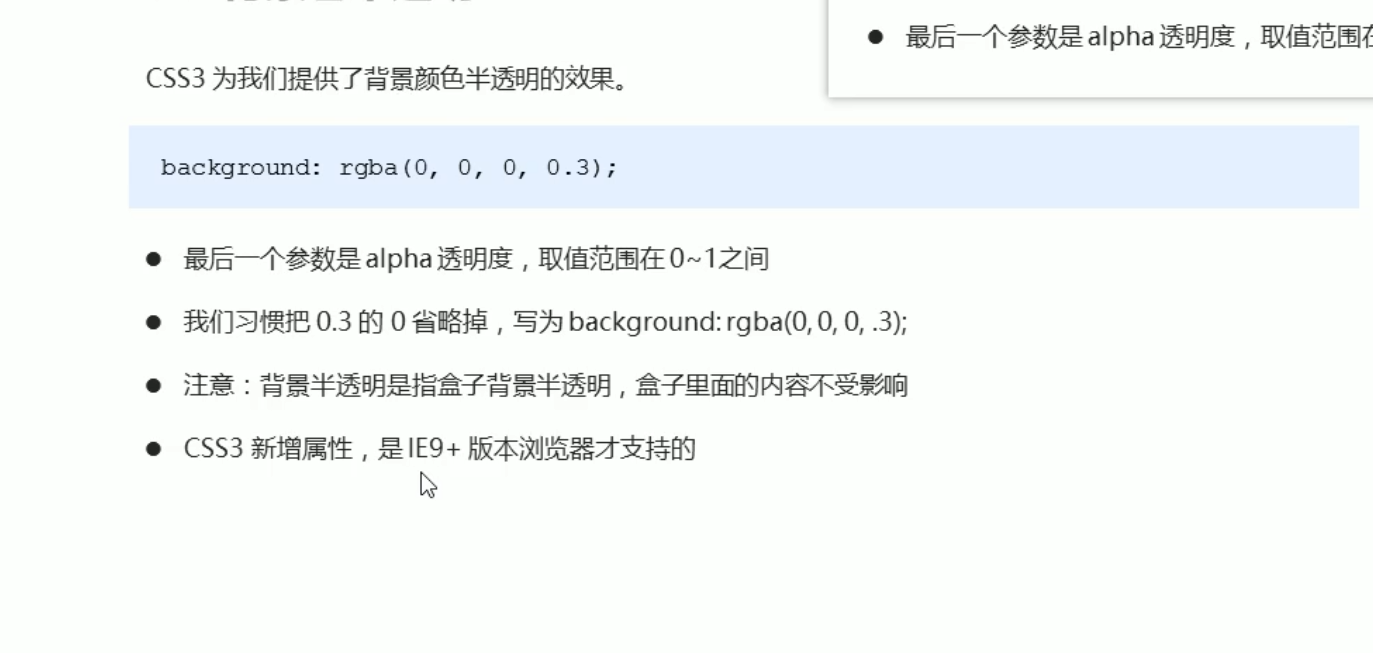 最后一个参数是 alpha 透明度，取值范围在
CSS3 为我们提供了背景颜色半透明的效果。
background: rgba(0, 0, 0, 0.3);
最后一个参数是 alpha 透明度，取值范围在 0~1之间
我们习惯把 0.3 的 0 省略掉，写为 background: rgba(0, 0, 0, .3);
注意：背景半透明是指盒子背景半透明，盒子里面的内容不受影响
CSS3 新增属性，是 IE9+ 版本浏览器才支持的